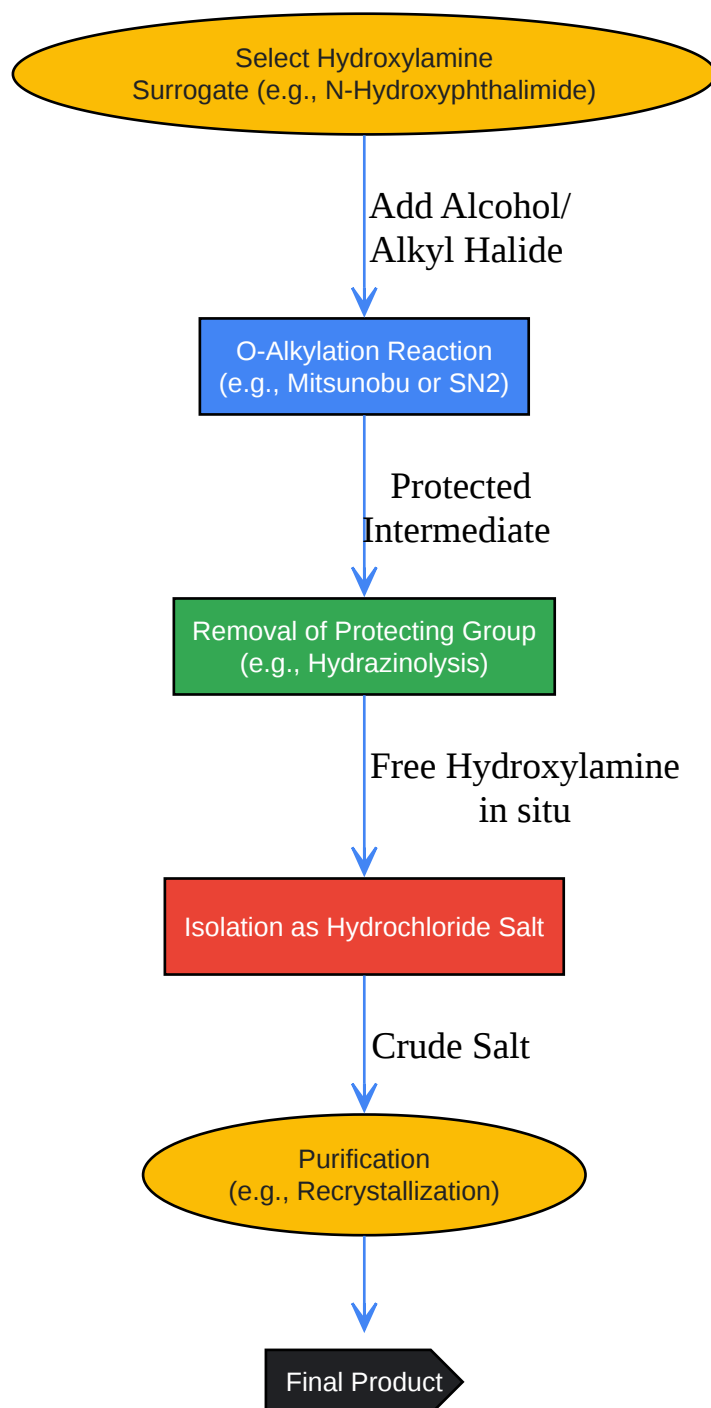 Select Hydroxylamine
Surrogate (e.g., N-Hydroxyphthalimide)
Add Alcohol/
Alkyl Halide
O-Alkylation Reaction
(e.g., Mitsunobu or SN2)
Protected
Intermediate
Removal of Protecting Group
(e.g., Hydrazinolysis)
Free Hydroxylamine
in situ
Isolation as Hydrochloride Salt
Crude Salt
Purification
(e.g., Recrystallization)
Final Product